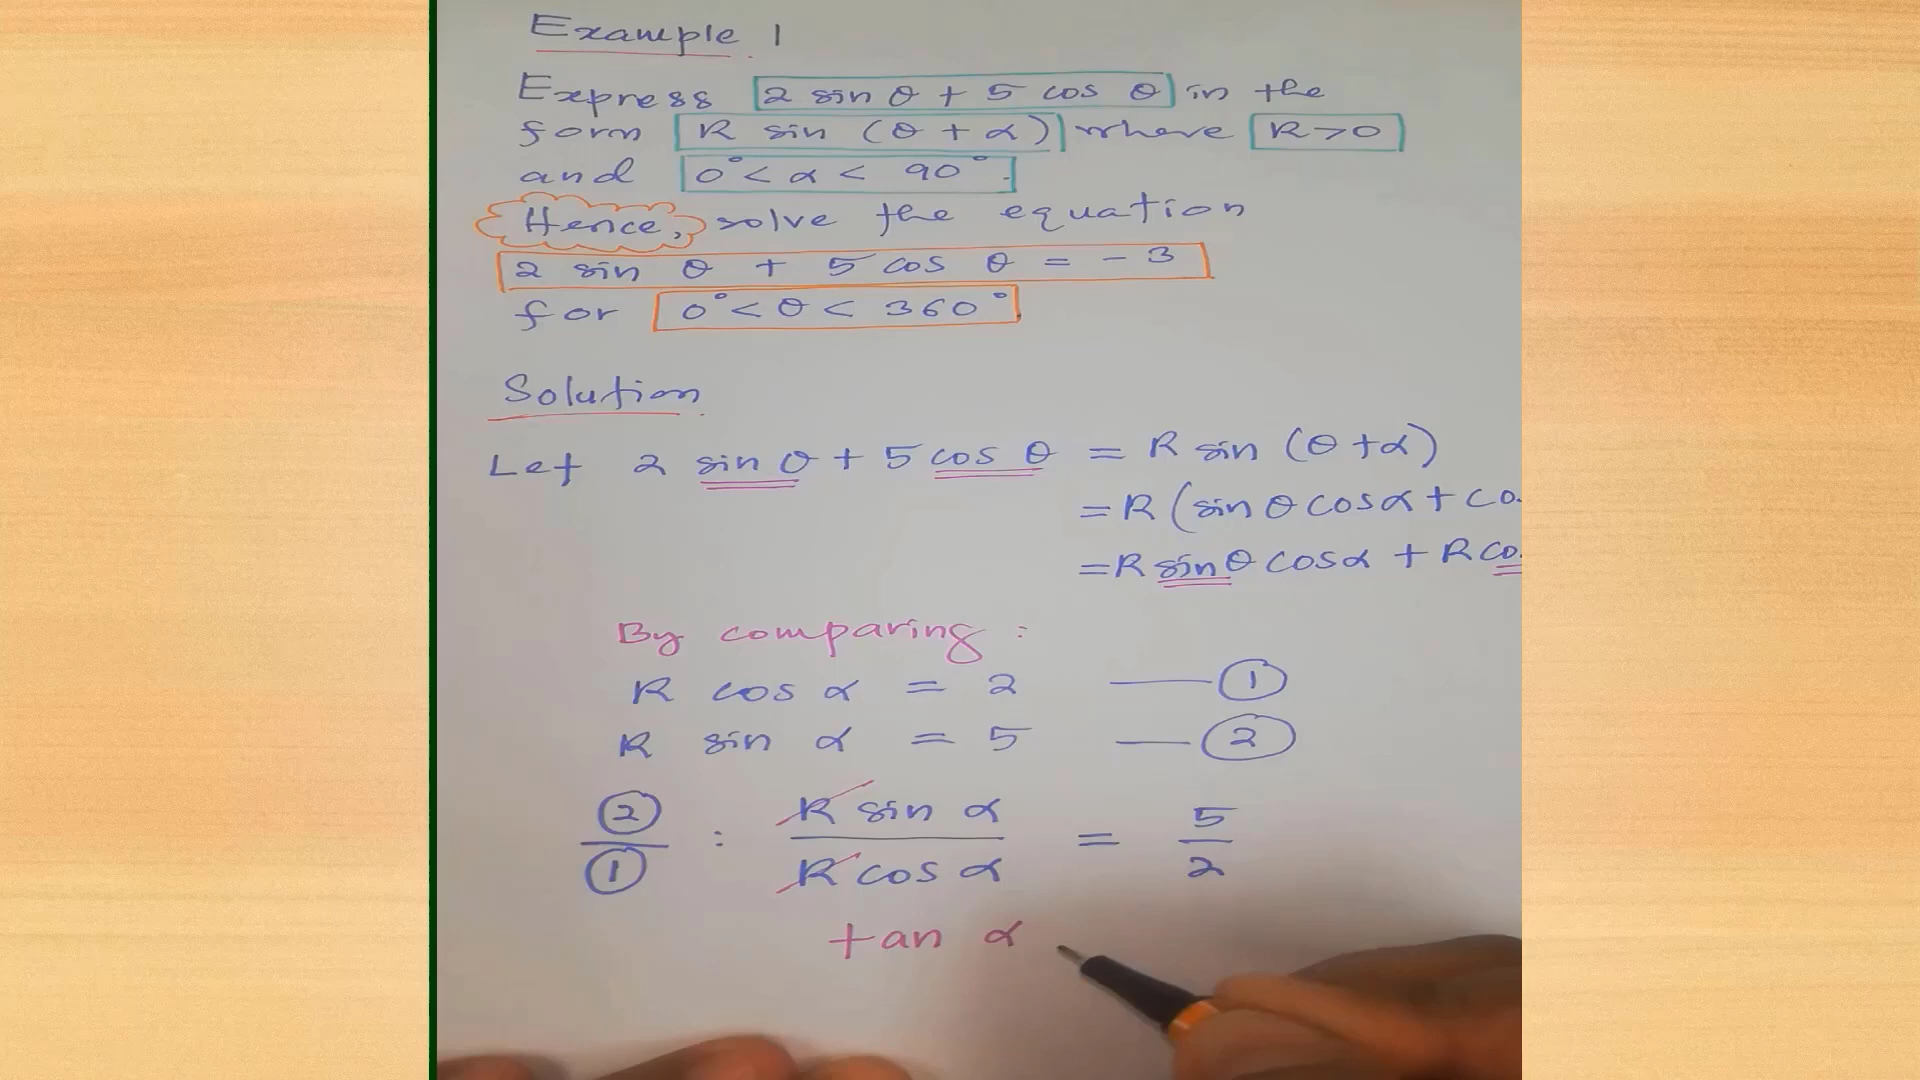 Example 1
Express 2 sin θ + 5 cos θ in the
form R sin (θ + α) where R > 0
and 0° < α < 90°.
Hence, solve the equation
2 sin θ + 5 cos θ = - 3
for 0° < θ < 360°.
Solution
Let 2 sin θ + 5 cos θ = R sin (θ + α)
= R (sin θ cos α + co
= R sin θ cos α + R co
By comparing :
R cos α = 2 — ①
R sin α = 5 — ②
②/① : R sin α / R cos α = 5/2
tan α